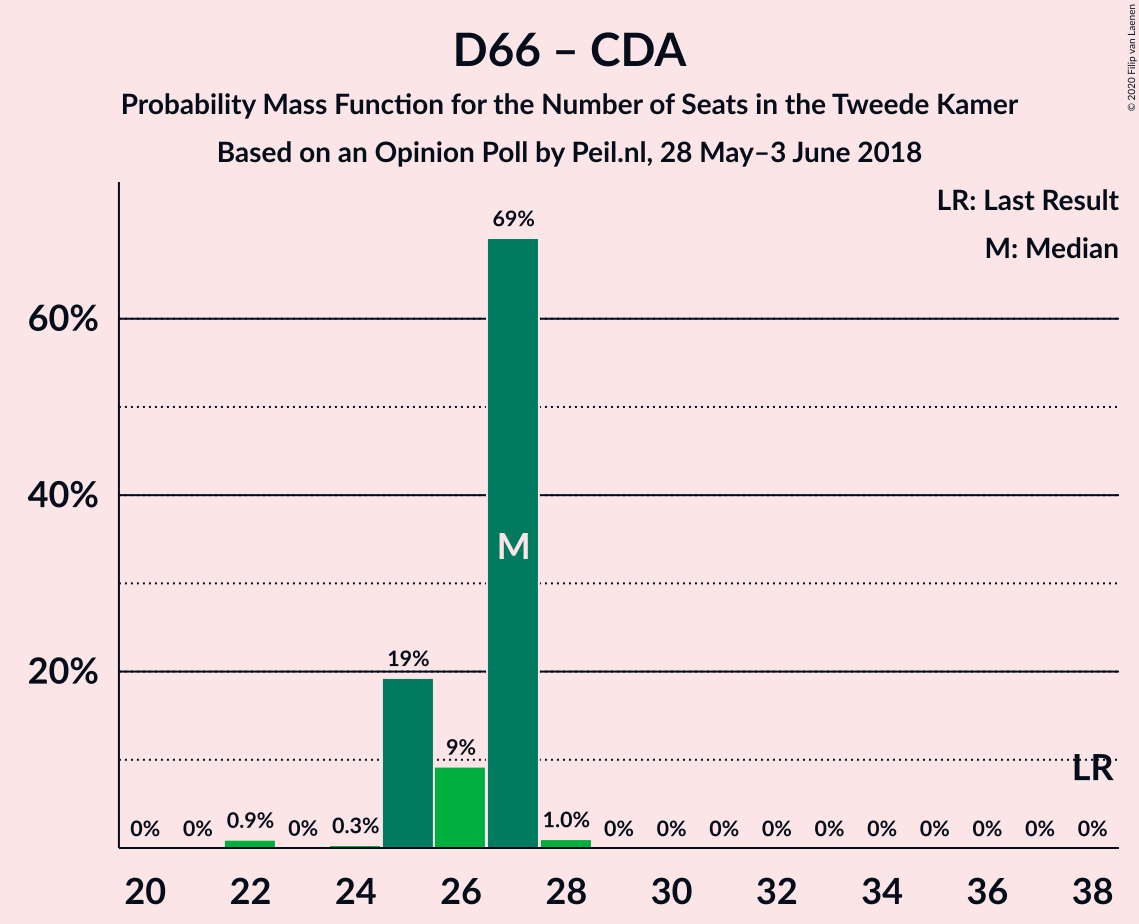 D66 – CDA
Probability Mass Function for the Number of Seats in the Tweede Kamer
Based on an Opinion Poll by Peil.nl, 28 May–3 June 2018
© 2020 Filip van Laenen
LR: Last Result
M: Median
60%
40%
20%
0% 0% 0.9% 0% 0.3% 19% 9% 69% 1.0% 0% 0% 0% 0% 0% 0% 0% 0% 0% 0%
M
LR
20 22 24 26 28 30 32 34 36 38